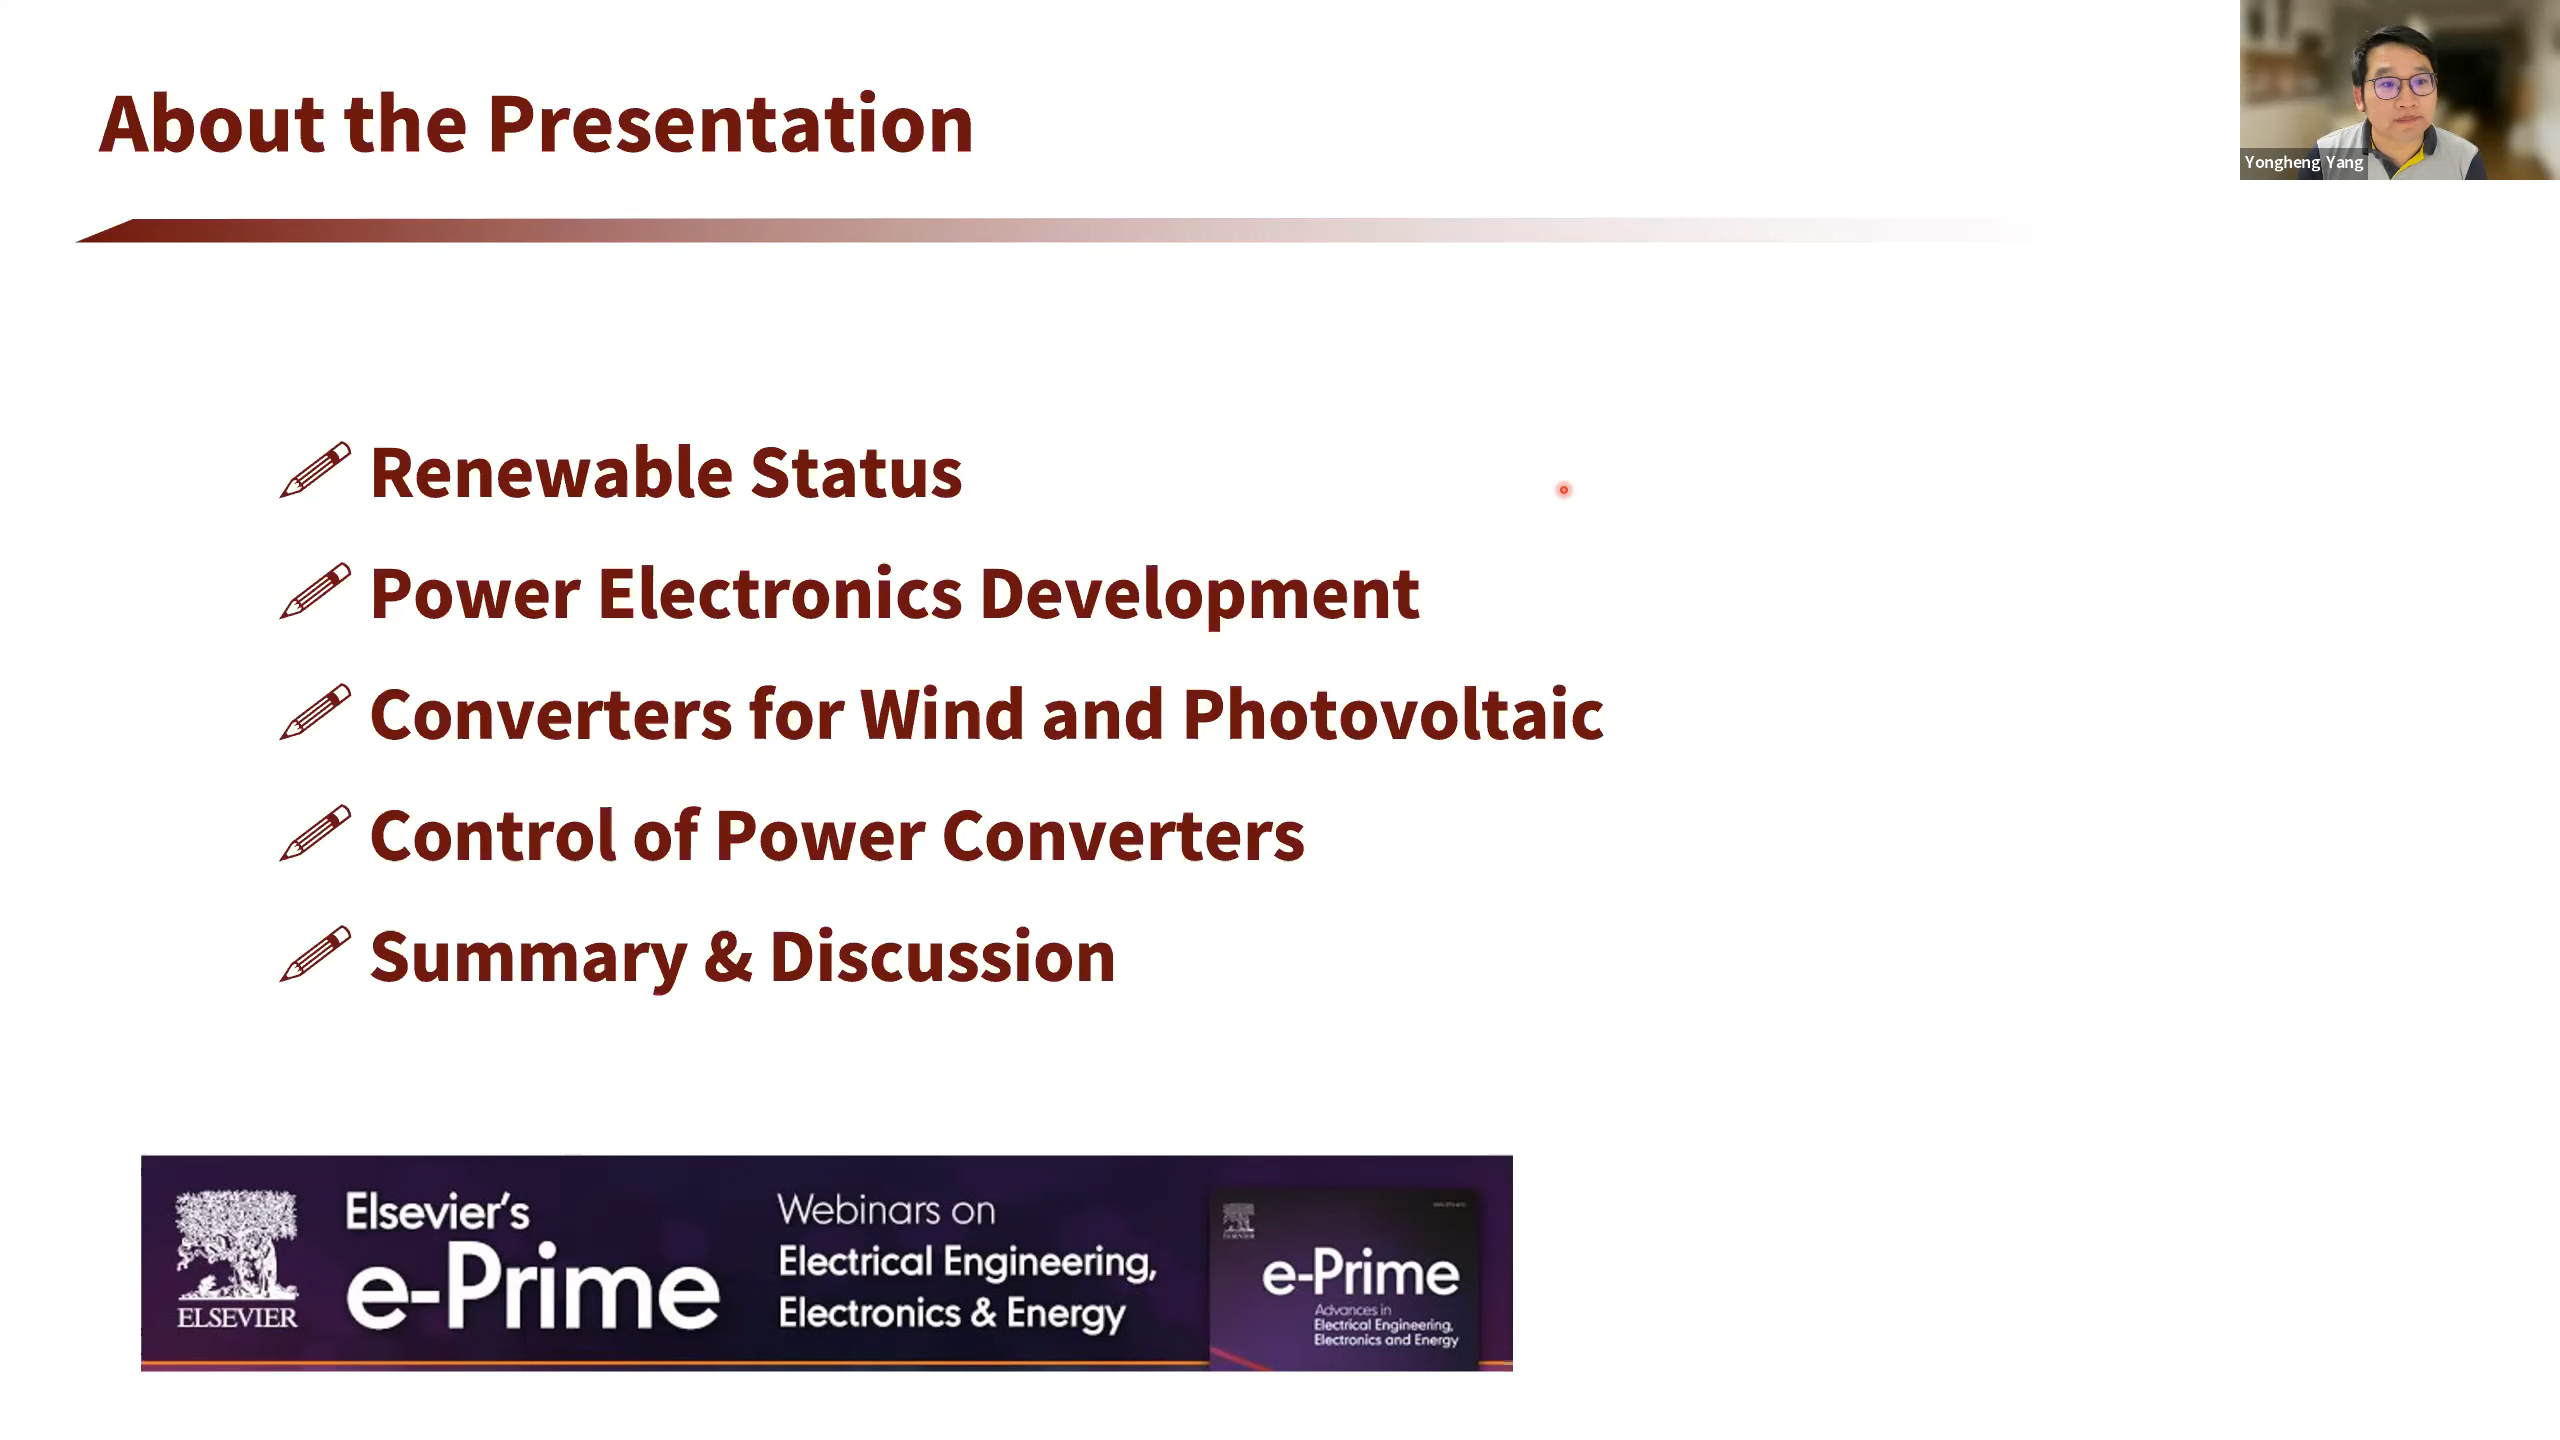 About the Presentation
Yongheng Yang
Renewable Status
Power Electronics Development
Converters for Wind and Photovoltaic
Control of Power Converters
Summary & Discussion
ELSEVIER
Elsevier's
e-Prime
Webinars on
Electrical Engineering,
Electronics & Energy
e-Prime
Advances in
Electrical Engineering,
Electronics and Energy